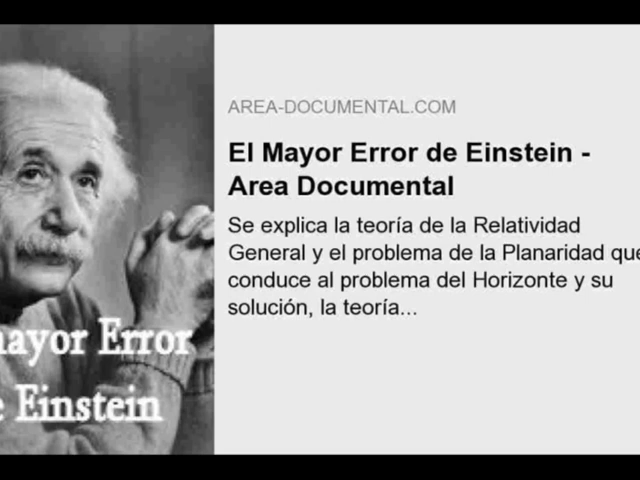 AREA-DOCUMENTAL.COM
El Mayor Error de Einstein -
Area Documental
Se explica la teoría de la Relatividad
General y el problema de la Planaridad que
conduce al problema del Horizonte y su
solución, la teoría...
mayor Error
e Einstein